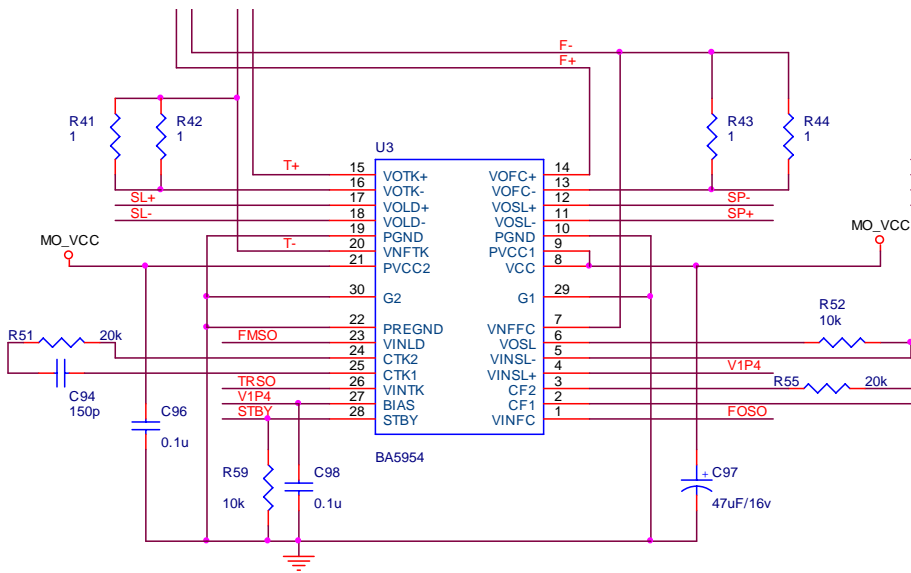 F-
F+
R41
1
R42
1
R43
1
R44
1
U3
T+
15
VOTK+
VOFC+
14
16
VOTK-
VOFC-
13
SL+
17
VOLD+
VOSL+
12
SP-
SL-
18
VOLD-
VOSL-
11
SP+
19
PGND
PGND
10
MO_VCC
T-
20
VNFTK
PVCC1
9
MO_VCC
21
PVCC2
VCC
8
30
G2
G1
29
R51
20k
22
PREGND
VNFFC
7
R52
10k
FMSO
23
VINLD
VOSL
6
24
CTK2
VINSL-
5
25
CTK1
VINSL+
4
V1P4
C94
150p
TRSO
26
VINTK
CF2
3
R55
20k
V1P4
27
BIAS
CF1
2
STBY
28
STBY
VINFC
1
FOSO
C96
0.1u
BA5954
R59
10k
C98
0.1u
+
C97
47uF/16v